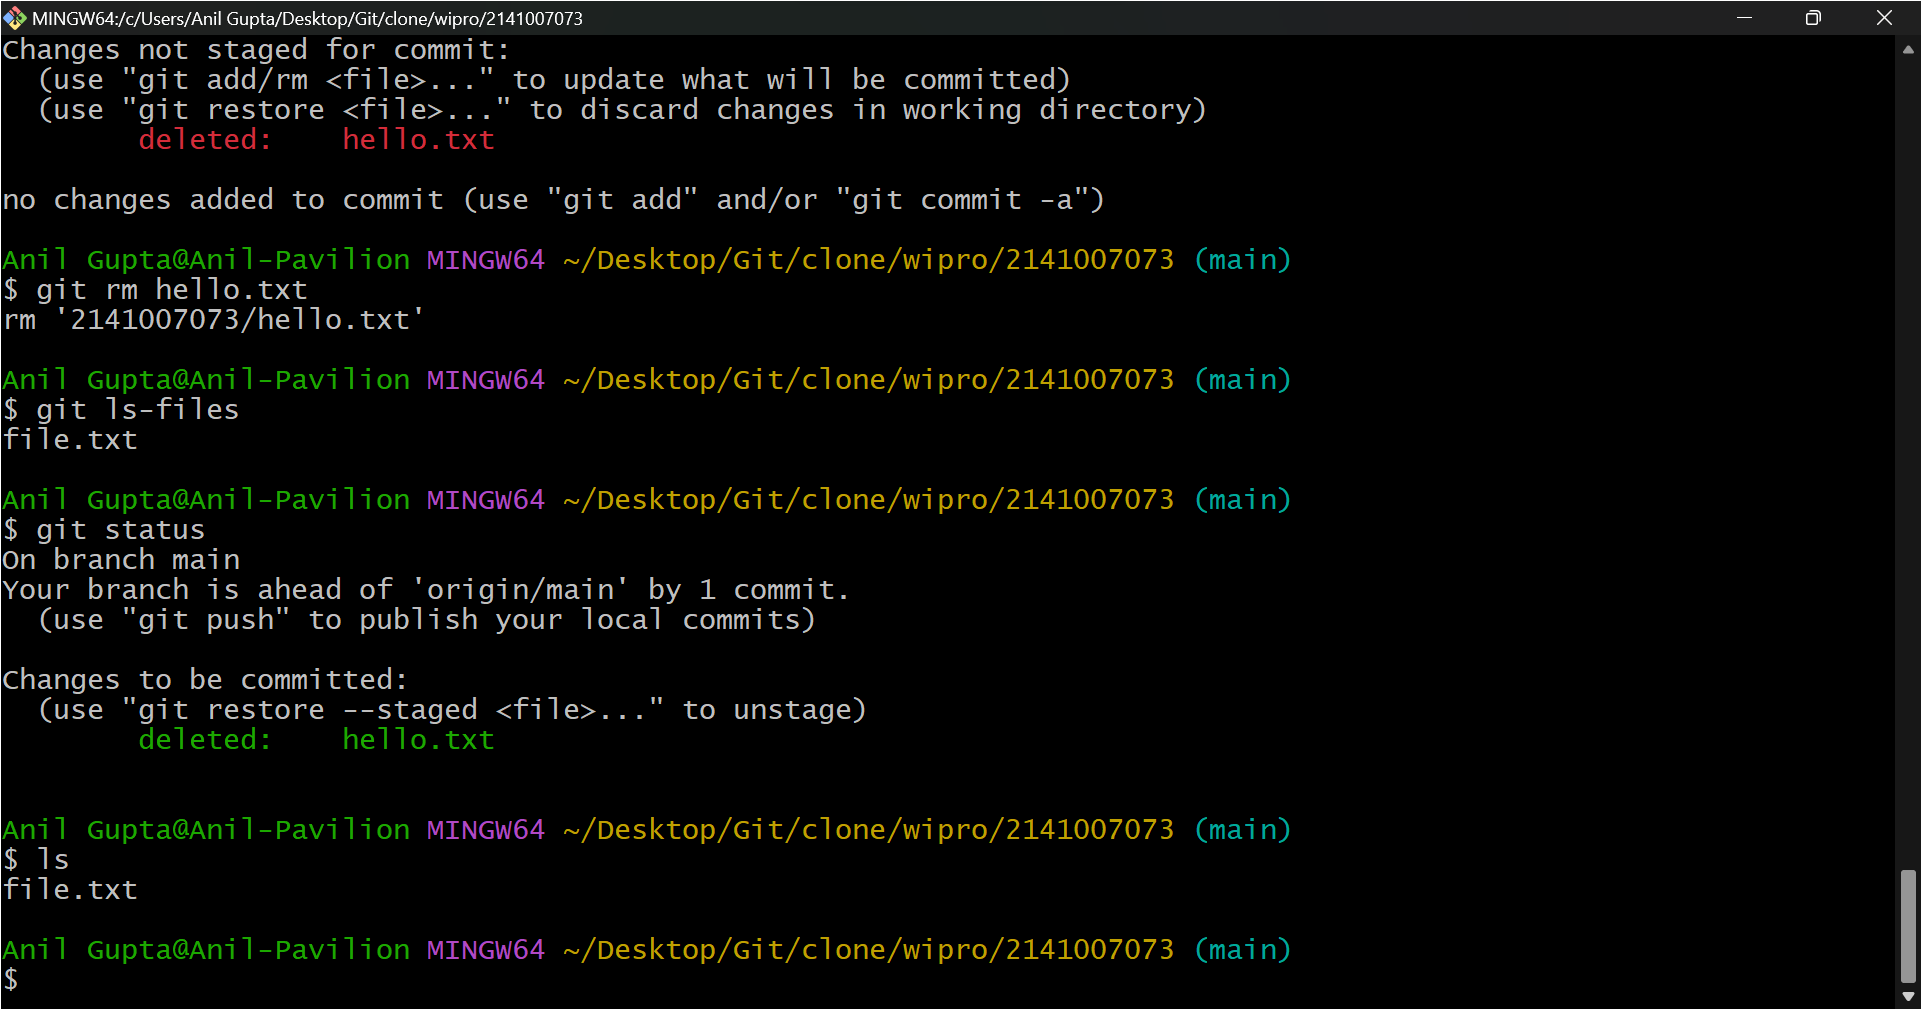 MINGW64:/c/Users/Anil Gupta/Desktop/Git/clone/wipro/2141007073
Changes not staged for commit:
  (use "git add/rm <file>..." to update what will be committed)
  (use "git restore <file>..." to discard changes in working directory)
        deleted:    hello.txt

no changes added to commit (use "git add" and/or "git commit -a")

Anil Gupta@Anil-Pavilion MINGW64 ~/Desktop/Git/clone/wipro/2141007073 (main)
$ git rm hello.txt
rm '2141007073/hello.txt'

Anil Gupta@Anil-Pavilion MINGW64 ~/Desktop/Git/clone/wipro/2141007073 (main)
$ git ls-files
file.txt

Anil Gupta@Anil-Pavilion MINGW64 ~/Desktop/Git/clone/wipro/2141007073 (main)
$ git status
On branch main
Your branch is ahead of 'origin/main' by 1 commit.
  (use "git push" to publish your local commits)

Changes to be committed:
  (use "git restore --staged <file>..." to unstage)
        deleted:    hello.txt


Anil Gupta@Anil-Pavilion MINGW64 ~/Desktop/Git/clone/wipro/2141007073 (main)
$ ls
file.txt

Anil Gupta@Anil-Pavilion MINGW64 ~/Desktop/Git/clone/wipro/2141007073 (main)
$